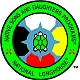 NATIVE SONS AND DAUGHTERS PROGRAMS
NATIONAL LONGHOUSE